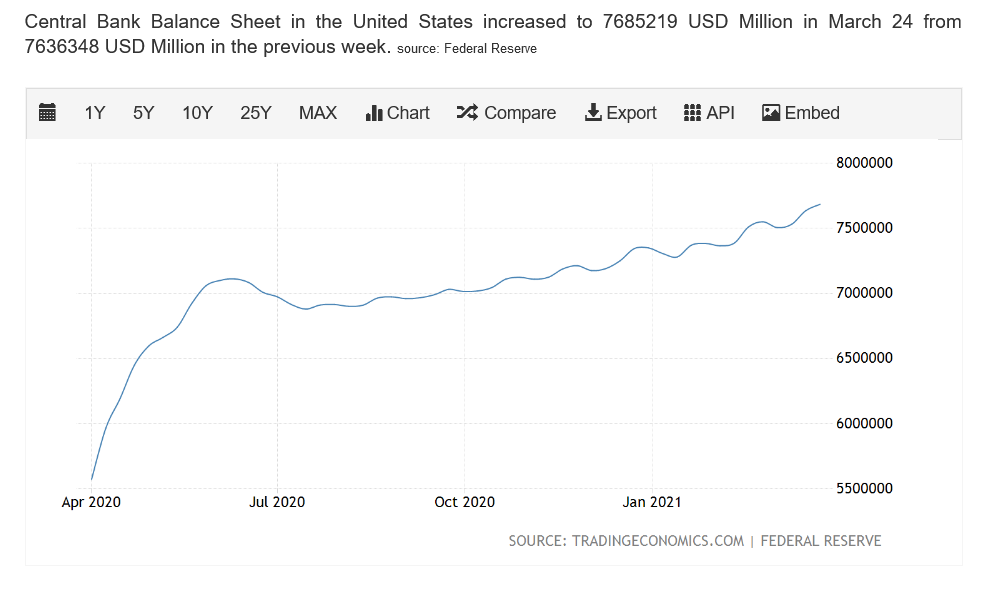 Central Bank Balance Sheet in the United States increased to 7685219 USD Million in March 24 from
7636348 USD Million in the previous week. source: Federal Reserve
1Y 5Y 10Y 25Y MAX Chart Compare Export API Embed
8000000
7500000
7000000
6500000
6000000
5500000
Apr 2020 Jul 2020 Oct 2020 Jan 2021
SOURCE: TRADINGECONOMICS.COM | FEDERAL RESERVE